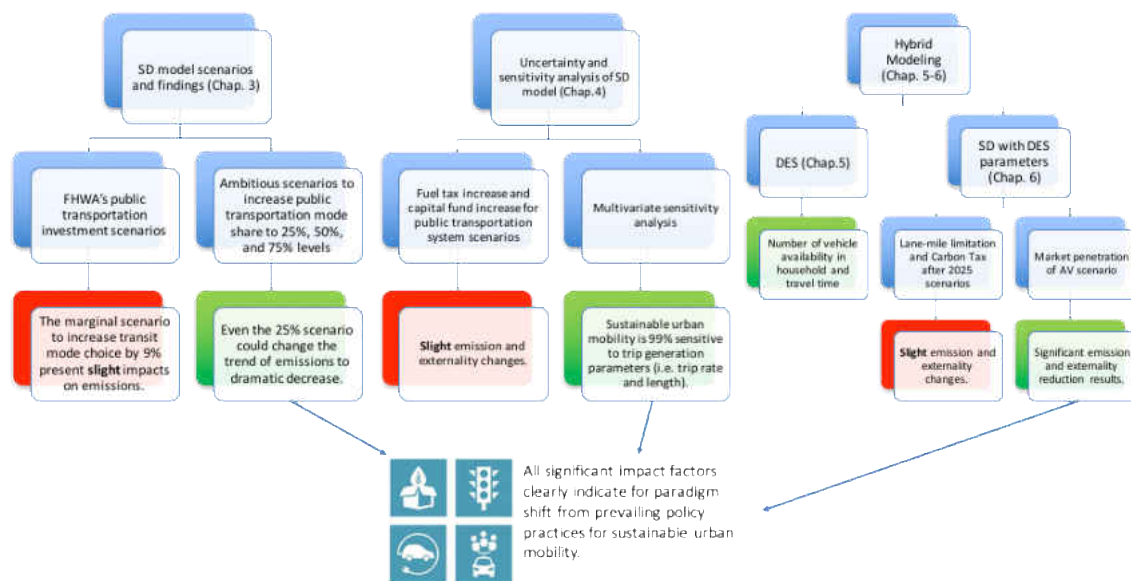 SD model scenarios
and findings (Chap. 3)
FHWA's public
transportation
investment scenarios
The marginal scenario
to increase transit
mode choice by 9%
present slight impacts
on emissions.
Ambitious scenarios to
increase public
transportation mode
share to 25%, 50%,
and 75% levels
Even the 25% scenario
could change the
trend of emissions to
dramatic decrease.
Uncertainty and
sensitivity analysis of SD
model (Chap.4)
Fuel tax increase and
capital fund increase for
public transportation
system scenarios
Slight emission and
externality changes.
Multivariate sensitivity
analysis
Sustainable urban
mobility is 99% sensitive
to trip generation
parameters (i.e. trip rate
and length).
Hybrid
Modeling
(Chap. 5-6)
DES (Chap.5)
Number of vehicle
availability in
household and
travel time
SD with DES
parameters
(Chap. 6)
Lane-mile limitation
and Carbon Tax
after 2025
scenarios
Slight emission and
externality
changes.
Market penetration
of AV scenario
Significant emission
and externality
reduction results.
All significant impact factors
clearly indicate for paradigm
shift from prevailing policy
practices for sustainable urban
mobility.